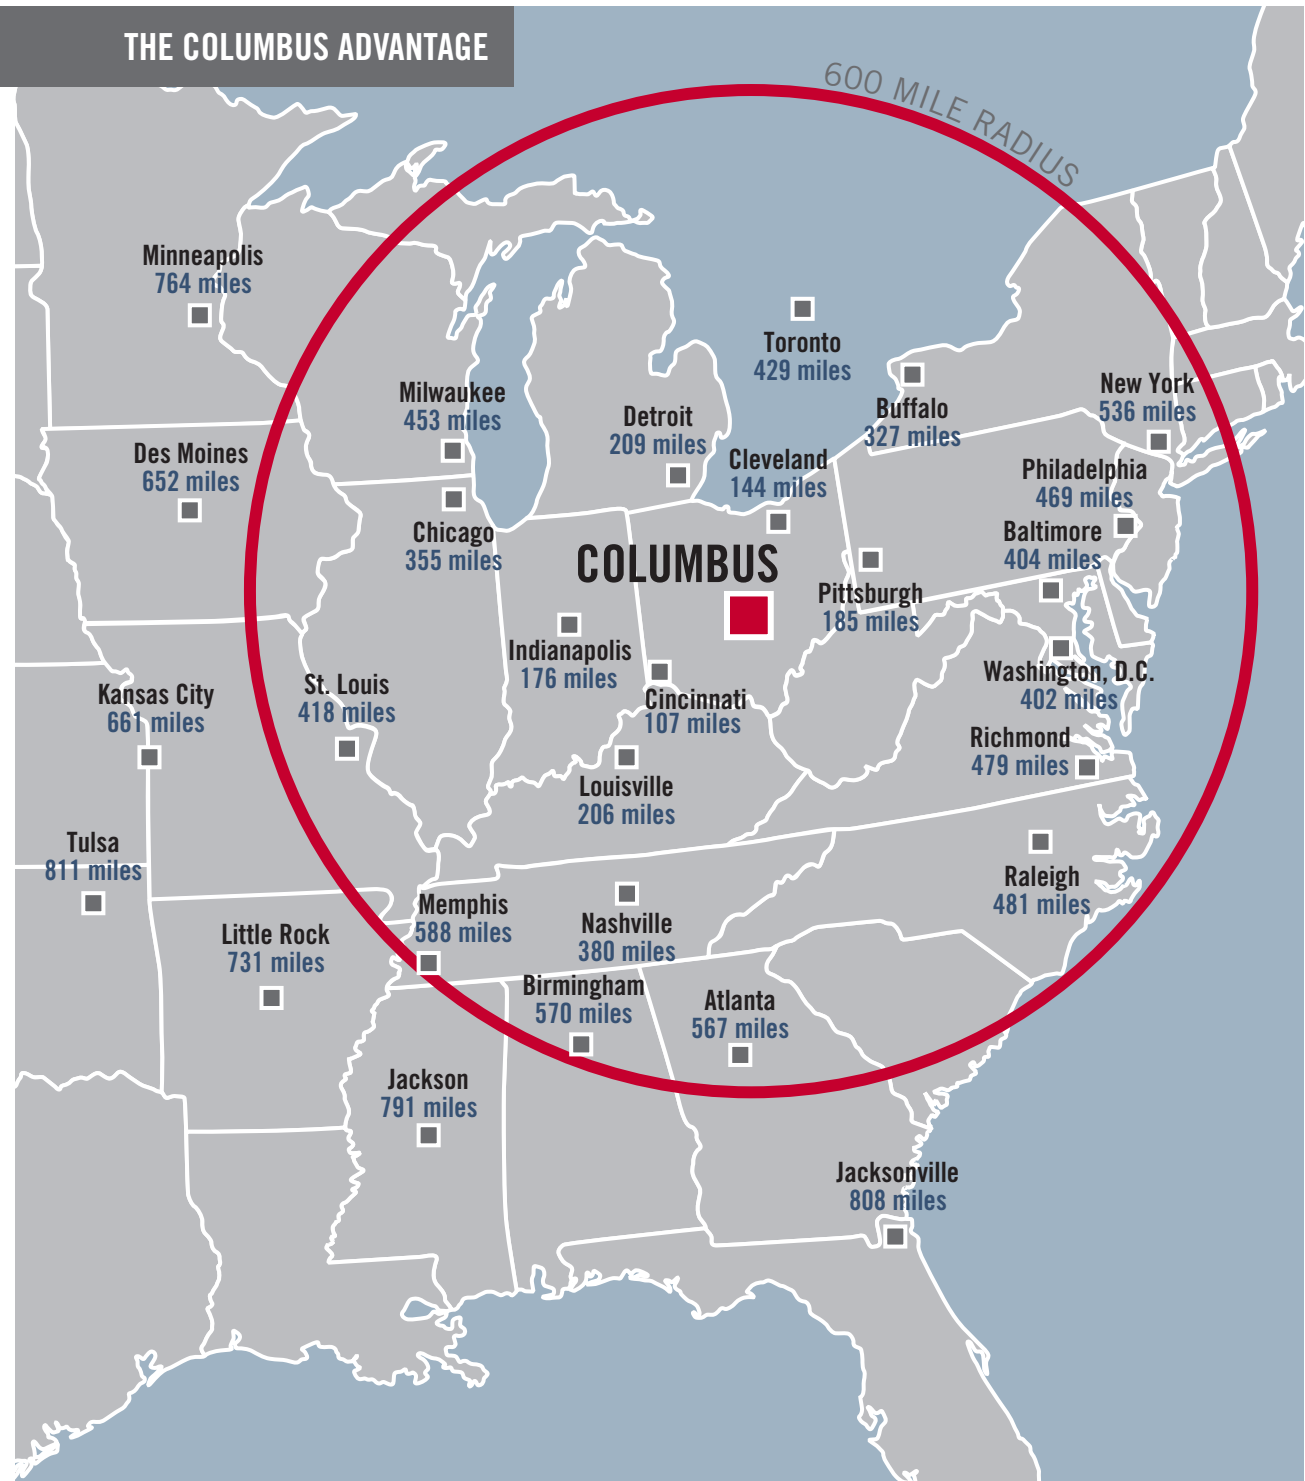 THE COLUMBUS ADVANTAGE
600 MILE RADIUS
Minneapolis
764 miles
Toronto
429 miles
Milwaukee
453 miles
Detroit
209 miles
Buffalo
327 miles
New York
536 miles
Des Moines
652 miles
Cleveland
144 miles
Philadelphia
469 miles
Chicago
355 miles
Baltimore
404 miles
COLUMBUS
Pittsburgh
185 miles
Indianapolis
176 miles
Washington, D.C.
402 miles
Kansas City
661 miles
St. Louis
418 miles
Cincinnati
107 miles
Richmond
479 miles
Louisville
206 miles
Tulsa
811 miles
Raleigh
481 miles
Memphis
588 miles
Nashville
380 miles
Little Rock
731 miles
Birmingham
570 miles
Atlanta
567 miles
Jackson
791 miles
Jacksonville
808 miles